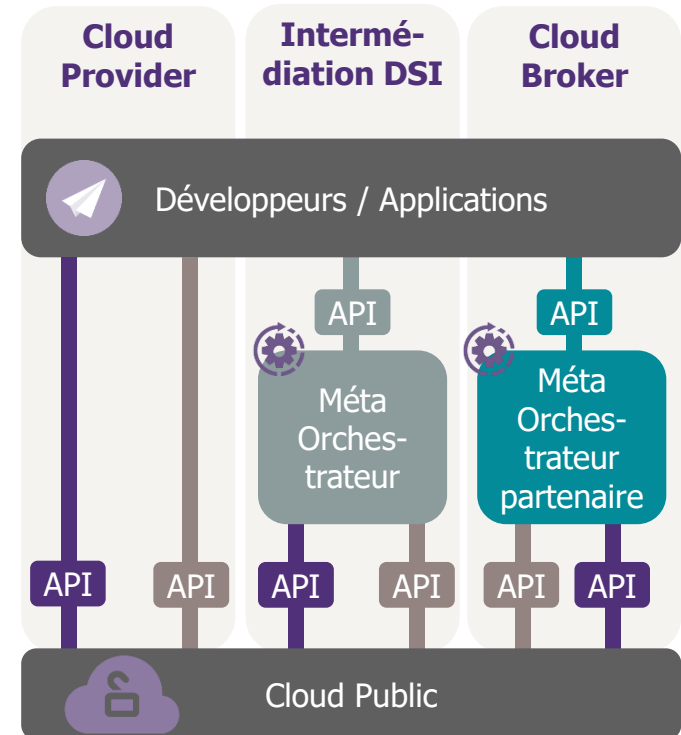 Cloud
Provider
Intermé-
diation DSI
Cloud
Broker
Développeurs / Applications
API
API
Méta
Orches-
trateur
Méta
Orches-
trateur
partenaire
API
API
API
API
API
API
Cloud Public